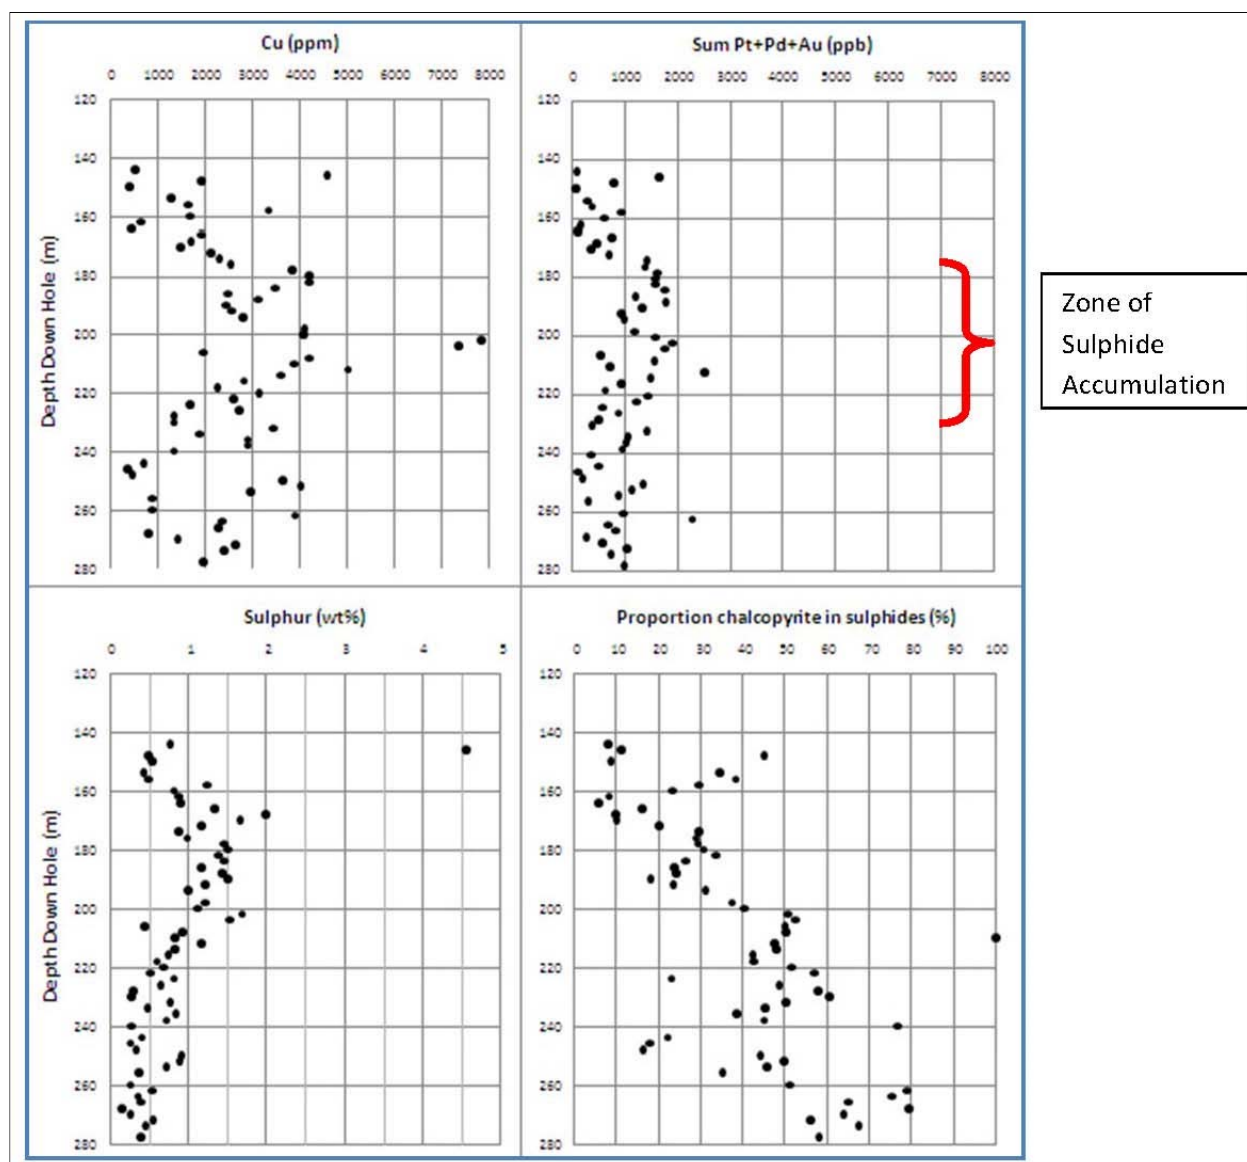 Cu (ppm)
0 1000 2000 3000 4000 5000 6000 7000 8000
120
140
160
180
200
220
240
260
280
Depth Down Hole (m)
Sum Pt+Pd+Au (ppb)
0 1000 2000 3000 4000 5000 6000 7000 8000
120
140
160
180
200
220
240
260
280
Zone of
Sulphide
Accumulation
Sulphur (wt%)
0 1 2 3 4 5
120
140
160
180
200
220
240
260
280
Depth Down Hole (m)
Proportion chalcopyrite in sulphides (%)
0 10 20 30 40 50 60 70 80 90 100
120
140
160
180
200
220
240
260
280